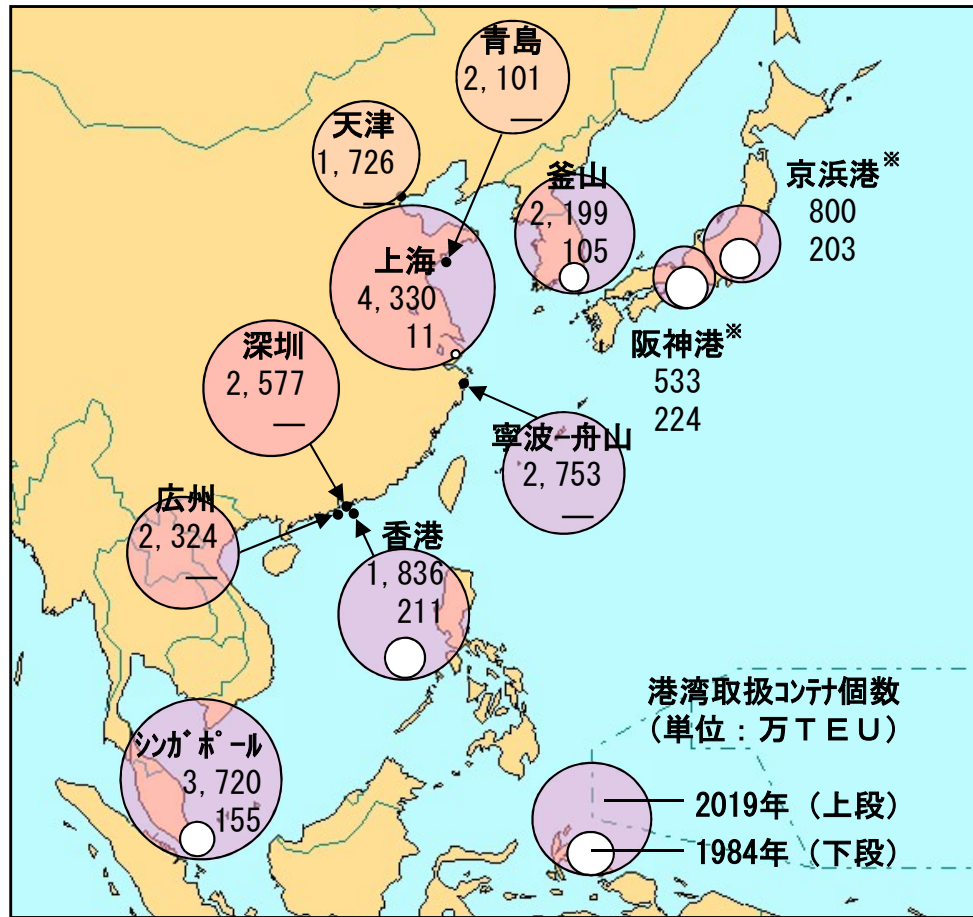 青島
2,101
―
天津
1,726
―
釜山
2,199
105
京浜港※
800
203
上海
4,330
11
阪神港※
533
224
深圳
2,577
―
寧波-舟山
2,753
―
広州
2,324
―
香港
1,836
211
ｼﾝｶﾞﾎﾟｰﾙ
3,720
155
港湾取扱ｺﾝﾃﾅ個数
（単位：万ＴＥＵ）
2019年（上段）
1984年（下段）